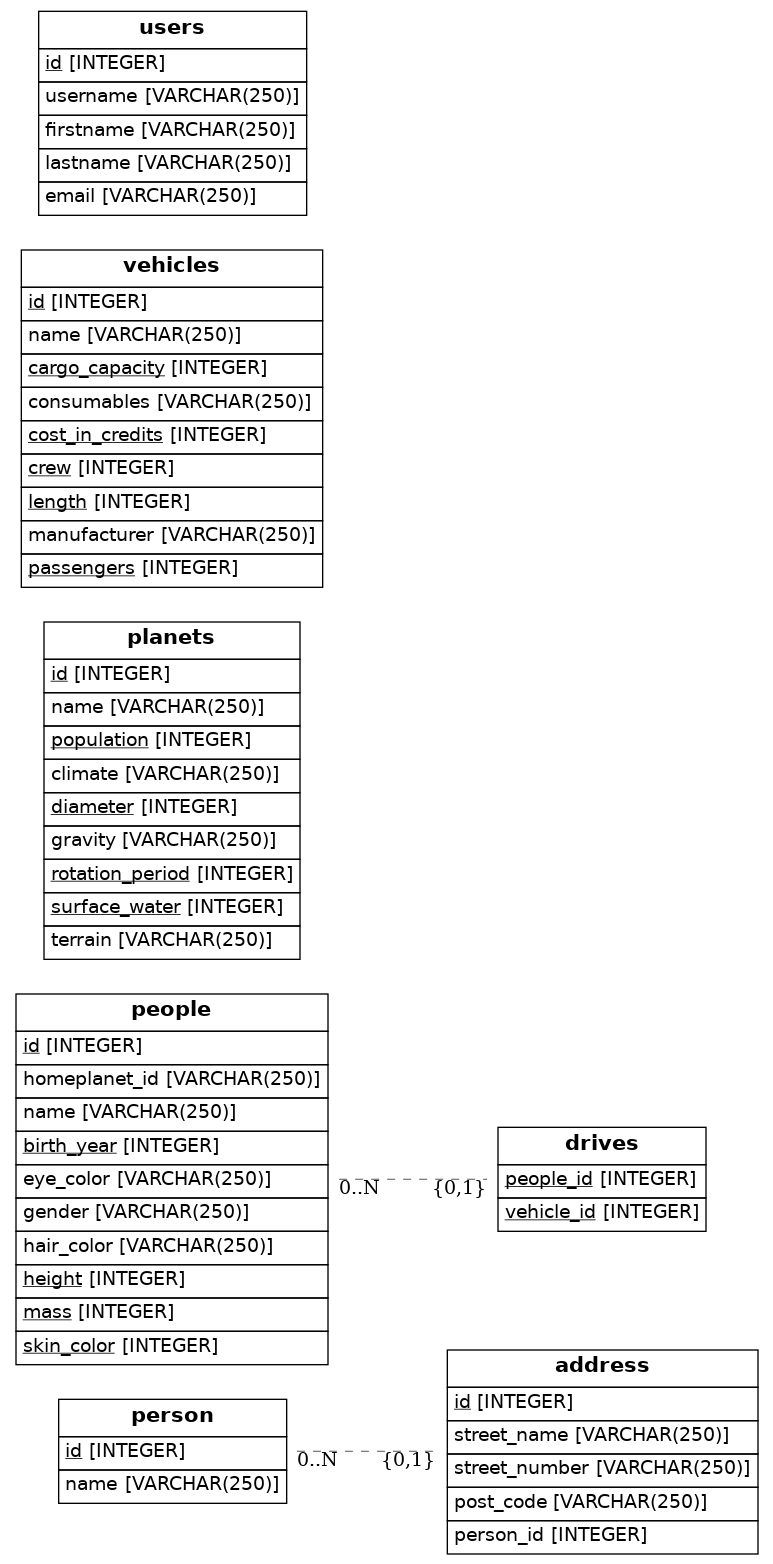 users
id [INTEGER]
username [VARCHAR(250)]
firstname [VARCHAR(250)]
lastname [VARCHAR(250)]
email [VARCHAR(250)]
vehicles
id [INTEGER]
name [VARCHAR(250)]
cargo_capacity [INTEGER]
consumables [VARCHAR(250)]
cost_in_credits [INTEGER]
crew [INTEGER]
length [INTEGER]
manufacturer [VARCHAR(250)]
passengers [INTEGER]
planets
id [INTEGER]
name [VARCHAR(250)]
population [INTEGER]
climate [VARCHAR(250)]
diameter [INTEGER]
gravity [VARCHAR(250)]
rotation_period [INTEGER]
surface_water [INTEGER]
terrain [VARCHAR(250)]
people
id [INTEGER]
homeplanet_id [VARCHAR(250)]
name [VARCHAR(250)]
birth_year [INTEGER]
eye_color [VARCHAR(250)]
gender [VARCHAR(250)]
hair_color [VARCHAR(250)]
height [INTEGER]
mass [INTEGER]
skin_color [INTEGER]
0..N {0,1}
drives
people_id [INTEGER]
vehicle_id [INTEGER]
person
id [INTEGER]
name [VARCHAR(250)]
0..N {0,1}
address
id [INTEGER]
street_name [VARCHAR(250)]
street_number [VARCHAR(250)]
post_code [VARCHAR(250)]
person_id [INTEGER]